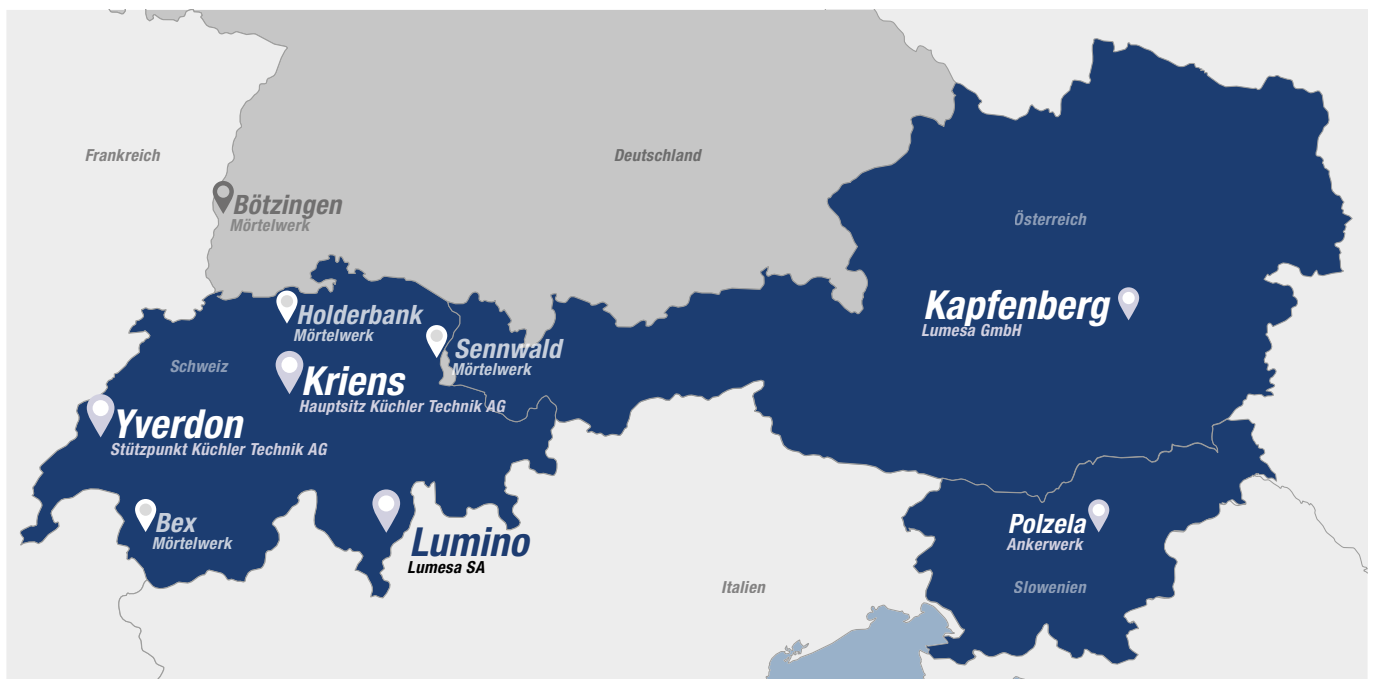 Frankreich
Deutschland
Bötzingen
Mörtelwerk
Österreich
Holderbank
Mörtelwerk
Kapfenberg
Lumesa GmbH
Sennwald
Mörtelwerk
Schweiz
Kriens
Hauptsitz Küchler Technik AG
Yverdon
Stützpunkt Küchler Technik AG
Bex
Mörtelwerk
Lumino
Lumesa SA
Polzela
Ankerwerk
Italien
Slowenien